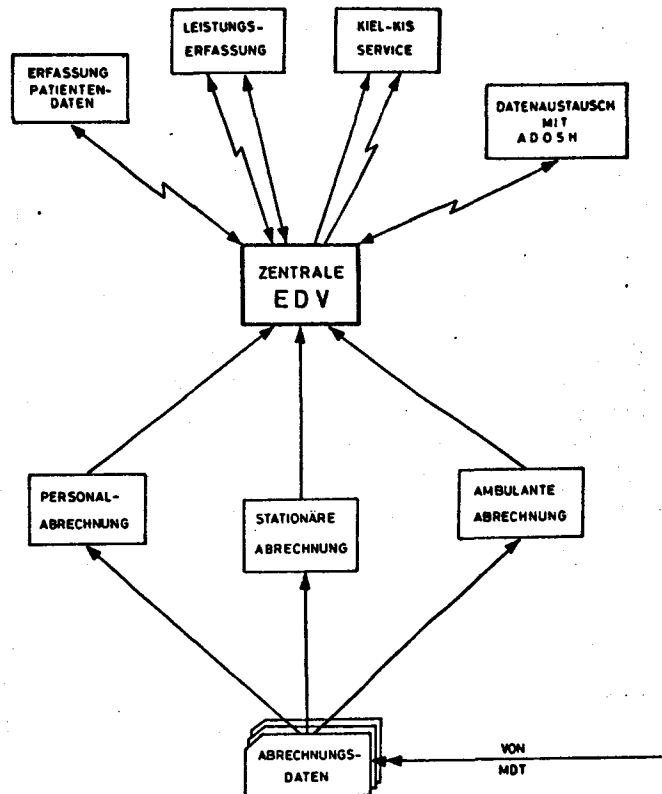 LEISTUNGS-
ERFASSUNG
KIEL-KIS
SERVICE
ERFASSUNG
PATIENTEN-
DATEN
DATENAUSTAUSCH
MIT
ADOSH
ZENTRALE
EDV
PERSONAL-
ABRECHNUNG
STATIONÄRE
ABRECHNUNG
AMBULANTE
ABRECHNUNG
ABRECHNUNGS-
DATEN
VON
MDT